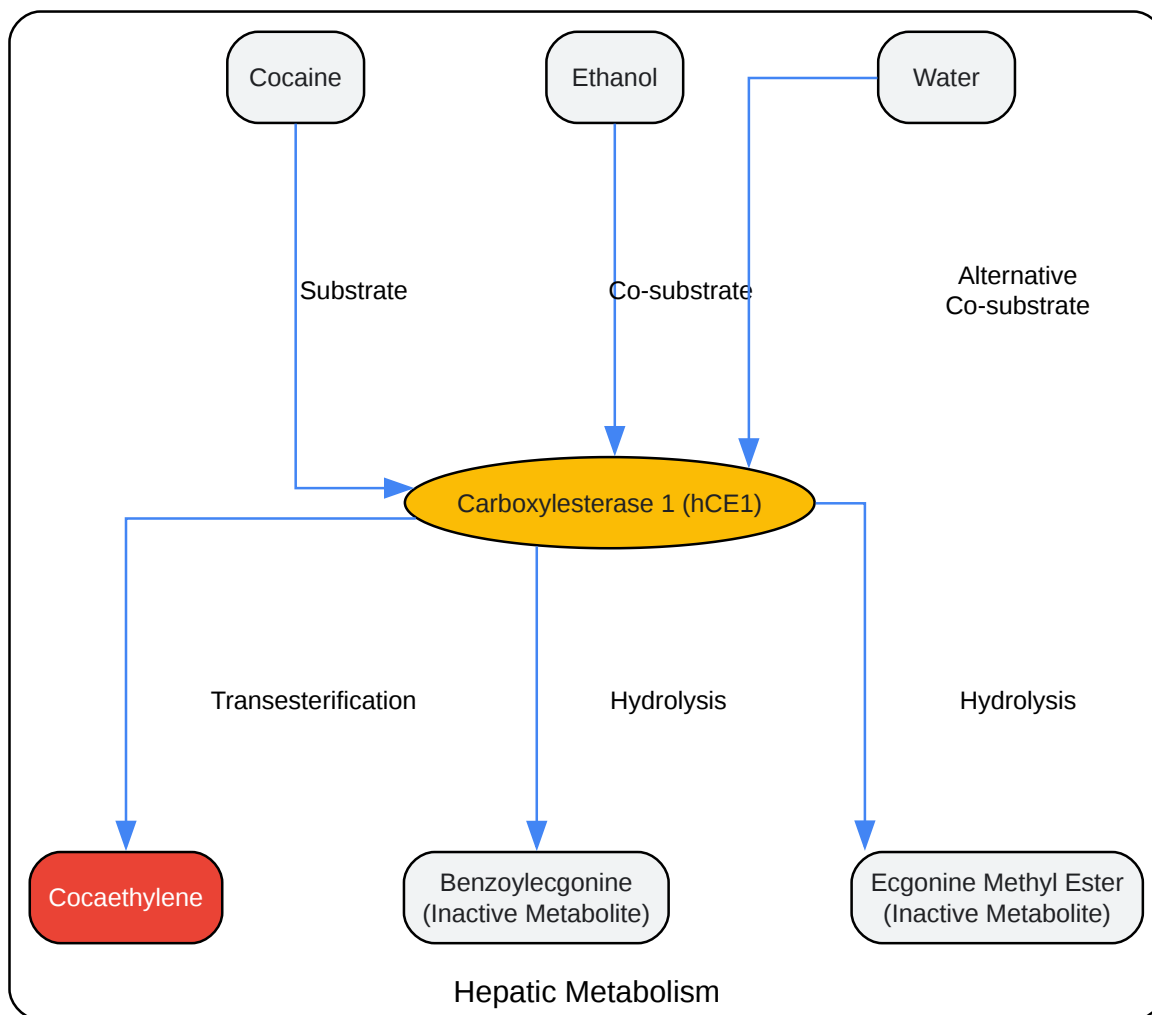 Cocaine
Ethanol
Water
Substrate
Co-substrate
Alternative
Co-substrate
Carboxylesterase 1 (hCE1)
Transesterification
Hydrolysis
Hydrolysis
Cocaethylene
Benzoylecgonine
(Inactive Metabolite)
Ecgonine Methyl Ester
(Inactive Metabolite)
Hepatic Metabolism